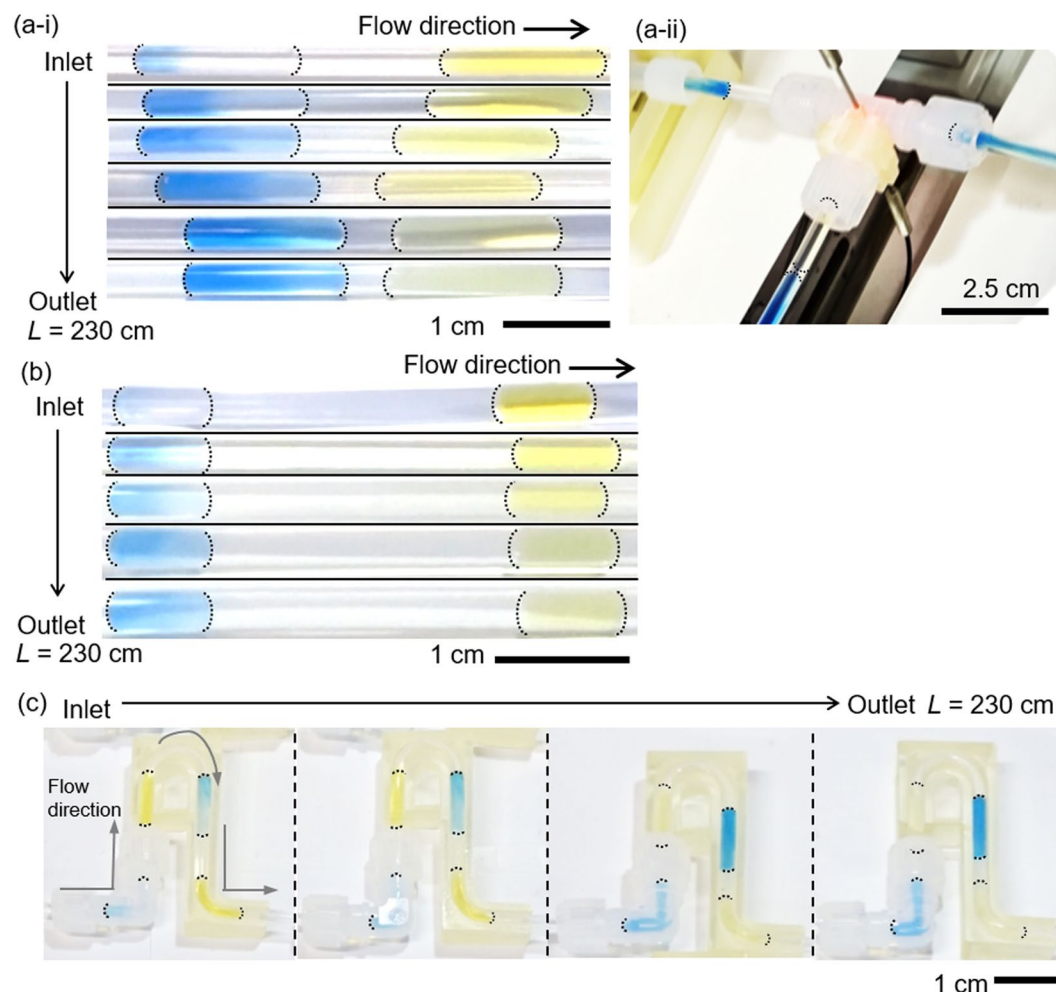 (a-i)
Flow direction
Inlet
Outlet
L = 230 cm
1 cm
(a-ii)
2.5 cm
(b)
Flow direction
Inlet
Outlet
L = 230 cm
1 cm
(c)
Inlet
Outlet L = 230 cm
Flow
direction
1 cm